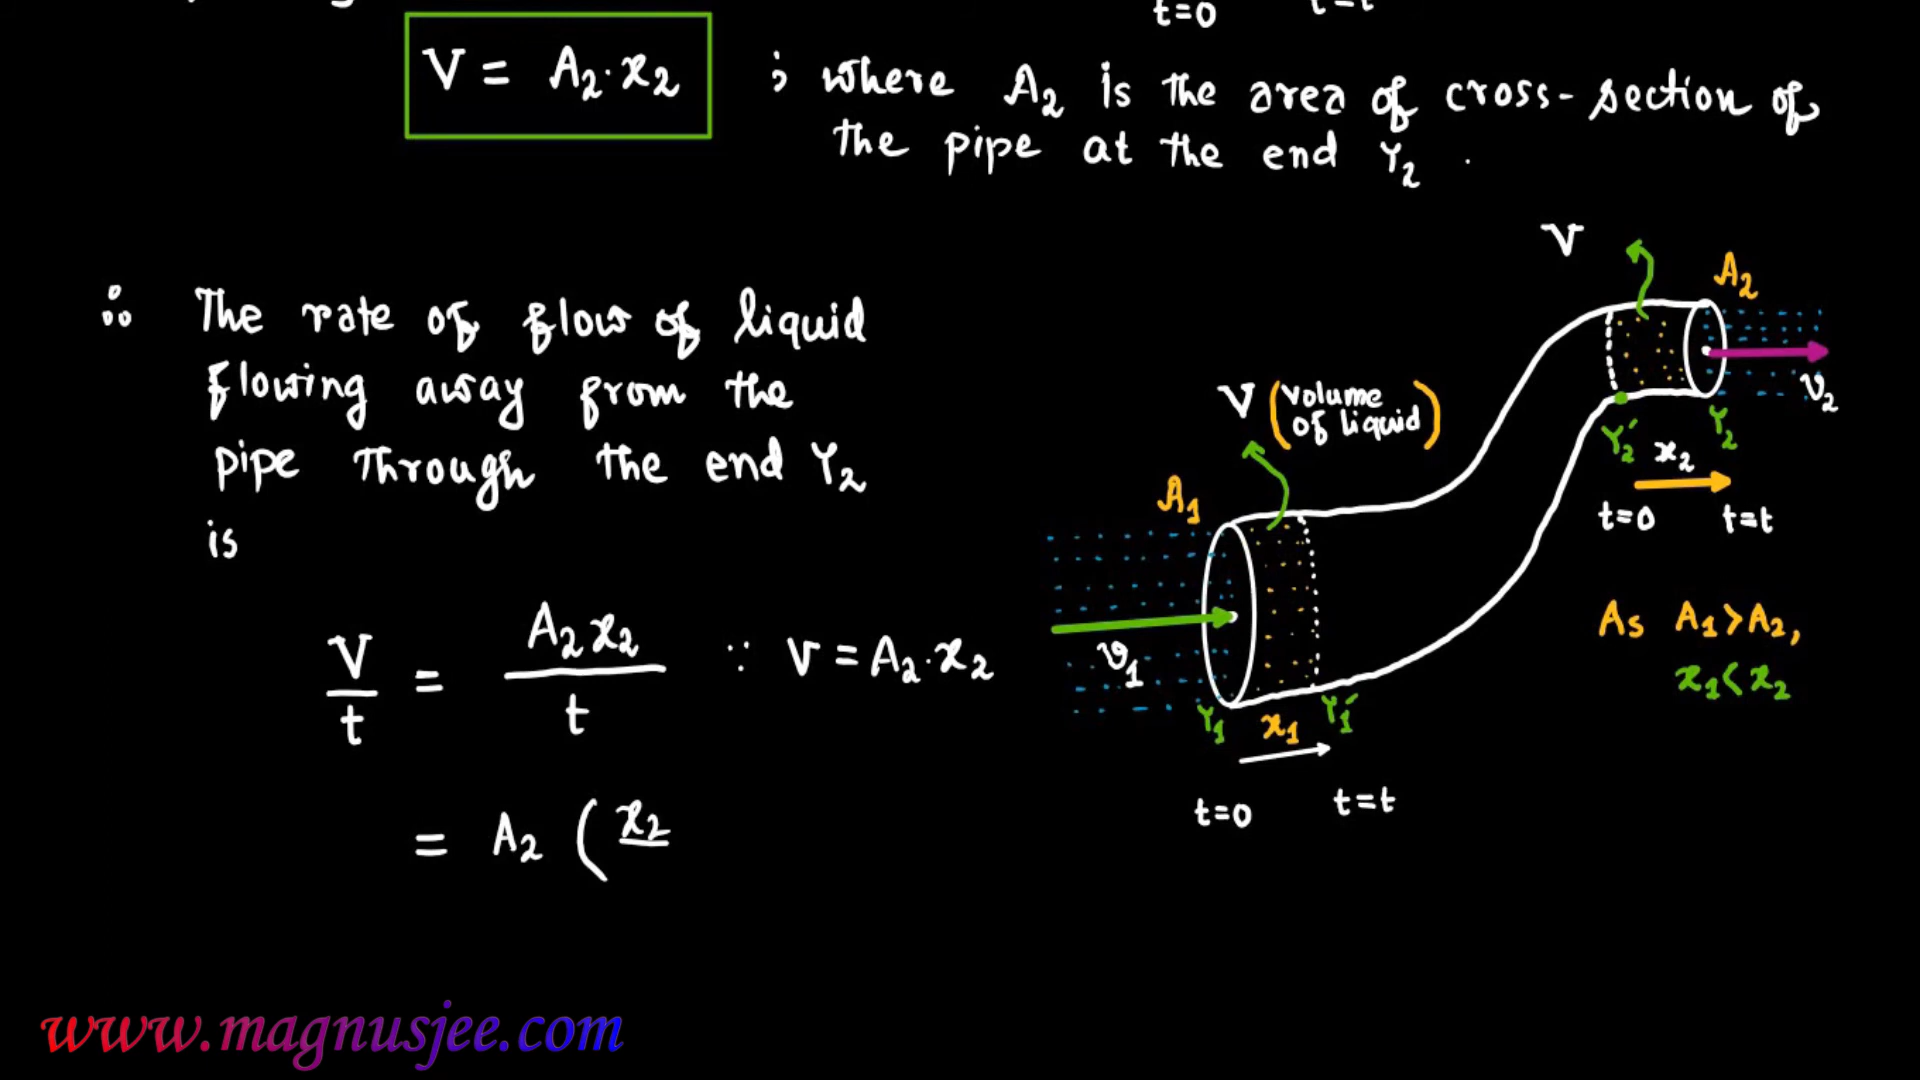 t=0 t=t
V = A₂·x₂ ; where A₂ is the area of cross-section of
the pipe at the end Y₂ .
∴ The rate of flow of liquid
flowing away from the
pipe through the end Y₂
is
V/t = A₂x₂/t ∵ V = A₂·x₂
= A₂ (x₂
V
A₂
v₂
Y₂′ Y₂
x₂
t=0 t=t
V (volume
of liquid)
A₁
v₁
Y₁ x₁ Y₁′
t=0 t=t
As A₁>A₂,
x₁<x₂
www.magnusjee.com